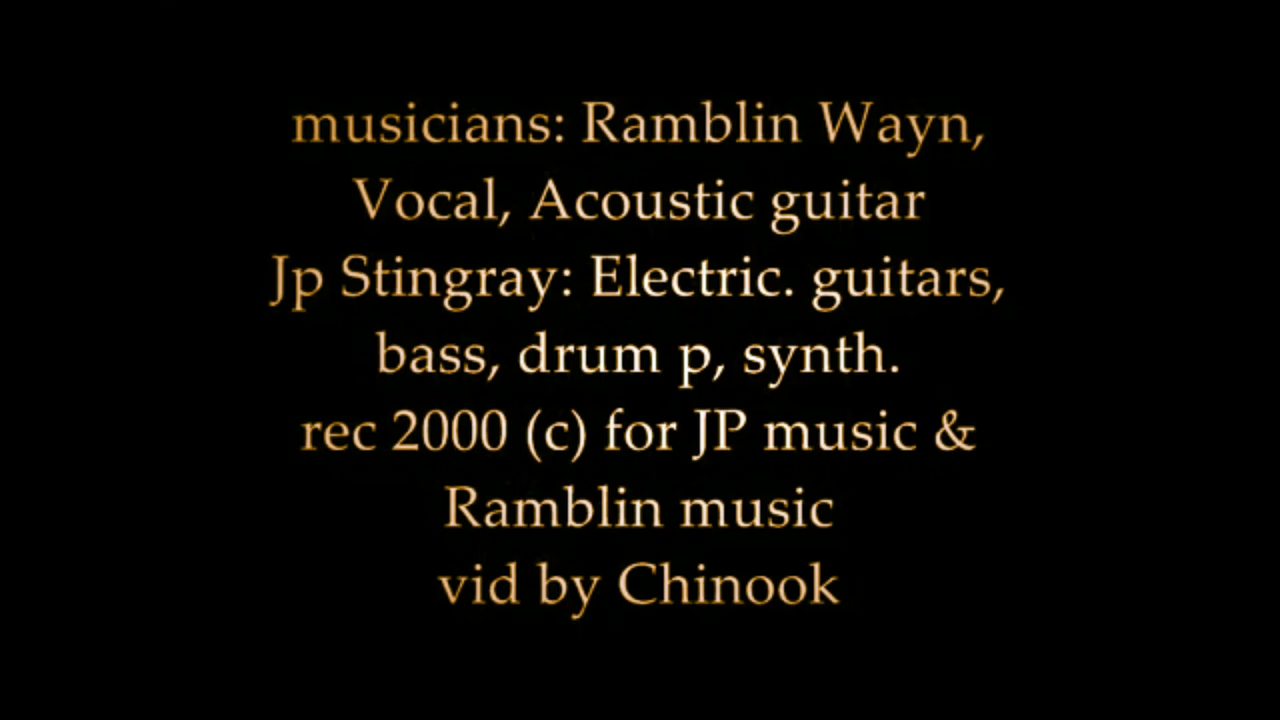 musicians: Ramblin Wayn,
Vocal, Acoustic guitar
Jp Stingray: Electric. guitars,
bass, drum p, synth.
rec 2000 (c) for JP music &
Ramblin music
vid by Chinook